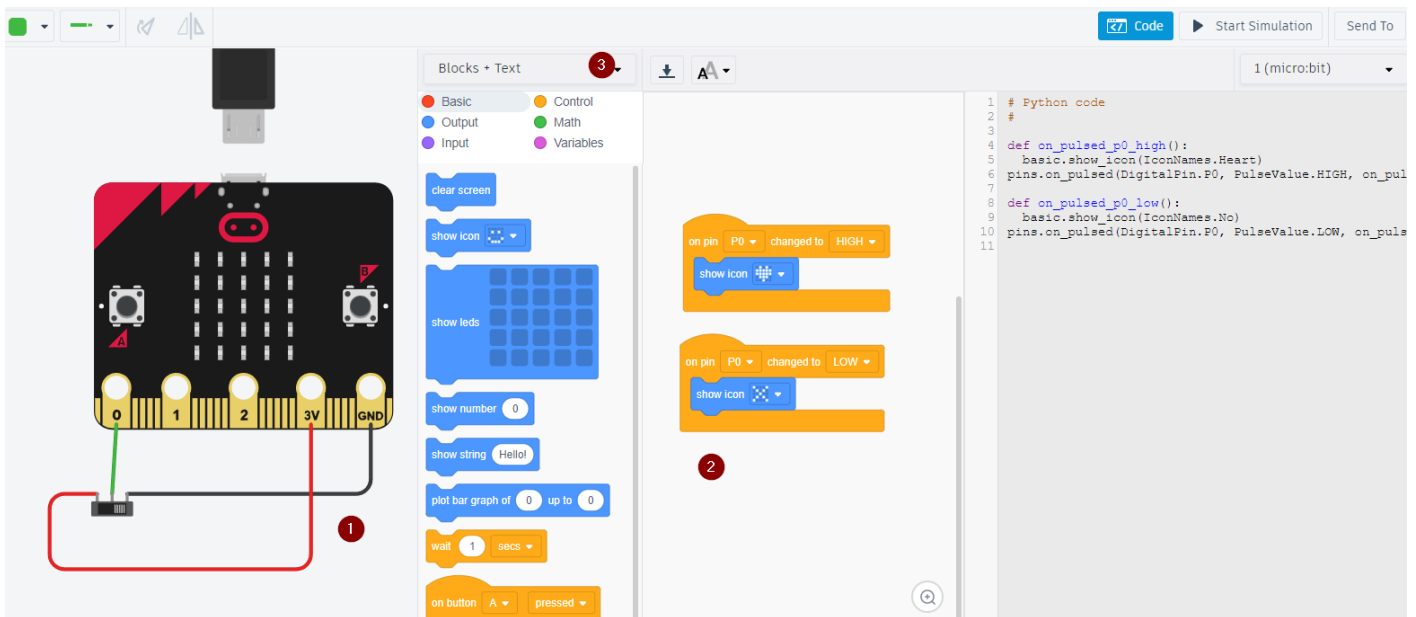 Code
Start Simulation
Send To
Blocks + Text
3
AA
1 (micro:bit)
Basic
Control
Output
Math
Input
Variables
clear screen
show icon
show leds
show number 0
show string Hello!
plot bar graph of 0 up to 0
wait 1 secs
on button A pressed
on pin P0 changed to HIGH
show icon
on pin P0 changed to LOW
show icon
2
1 # Python code
2 #
3
4 def on_pulsed_p0_high():
5 basic.show_icon(IconNames.Heart)
6 pins.on_pulsed(DigitalPin.P0, PulseValue.HIGH, on_pul
7
8 def on_pulsed_p0_low():
9 basic.show_icon(IconNames.No)
10 pins.on_pulsed(DigitalPin.P0, PulseValue.LOW, on_puls
11
B
A
0 1 2 3V GND
1